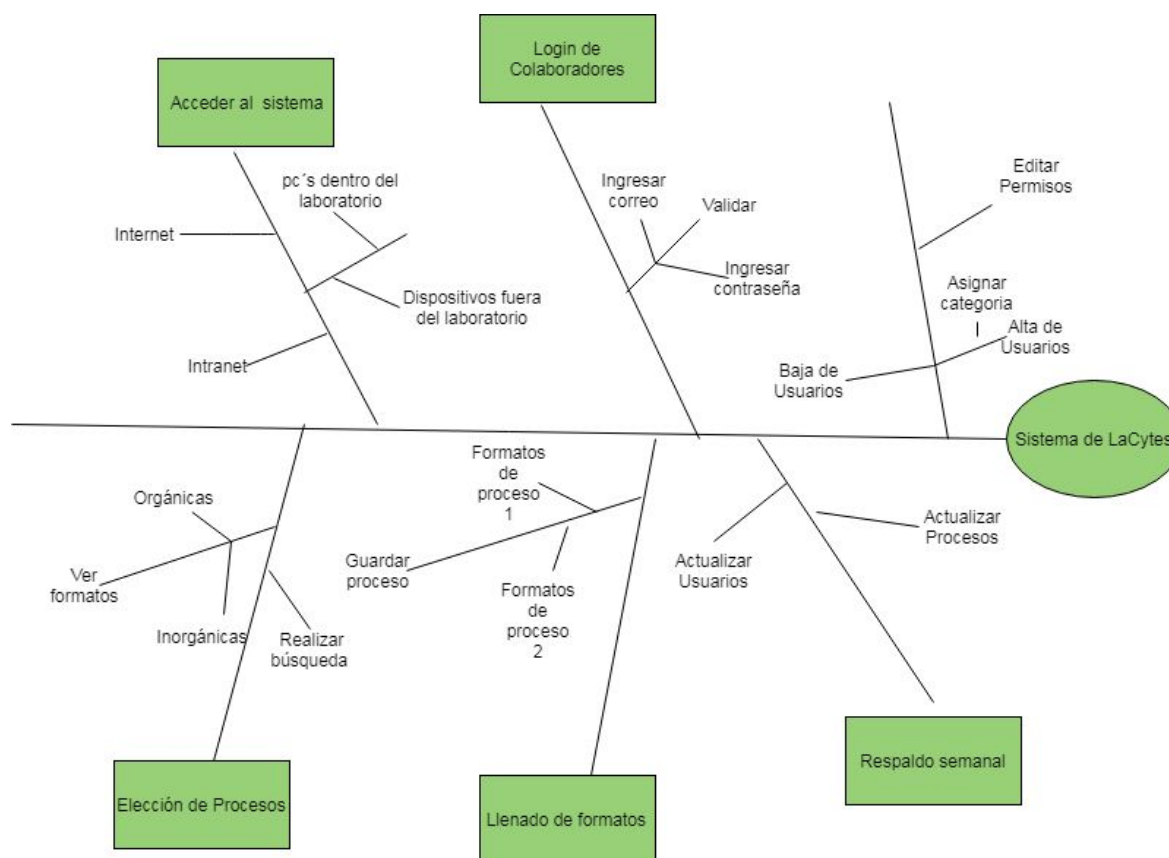 Login de
Colaboradores
Acceder al sistema
pc´s dentro del
laboratorio
Internet
Dispositivos fuera
del laboratorio
Intranet
Ingresar
correo
Validar
Ingresar
contraseña
Editar
Permisos
Asignar
categoria
Alta de
Usuarios
Baja de
Usuarios
Sistema de LaCytes
Orgánicas
Ver
formatos
Inorgánicas
Realizar
búsqueda
Formatos
de
proceso
1
Guardar
proceso
Formatos
de
proceso
2
Actualizar
Usuarios
Actualizar
Procesos
Elección de Procesos
Llenado de formatos
Respaldo semanal